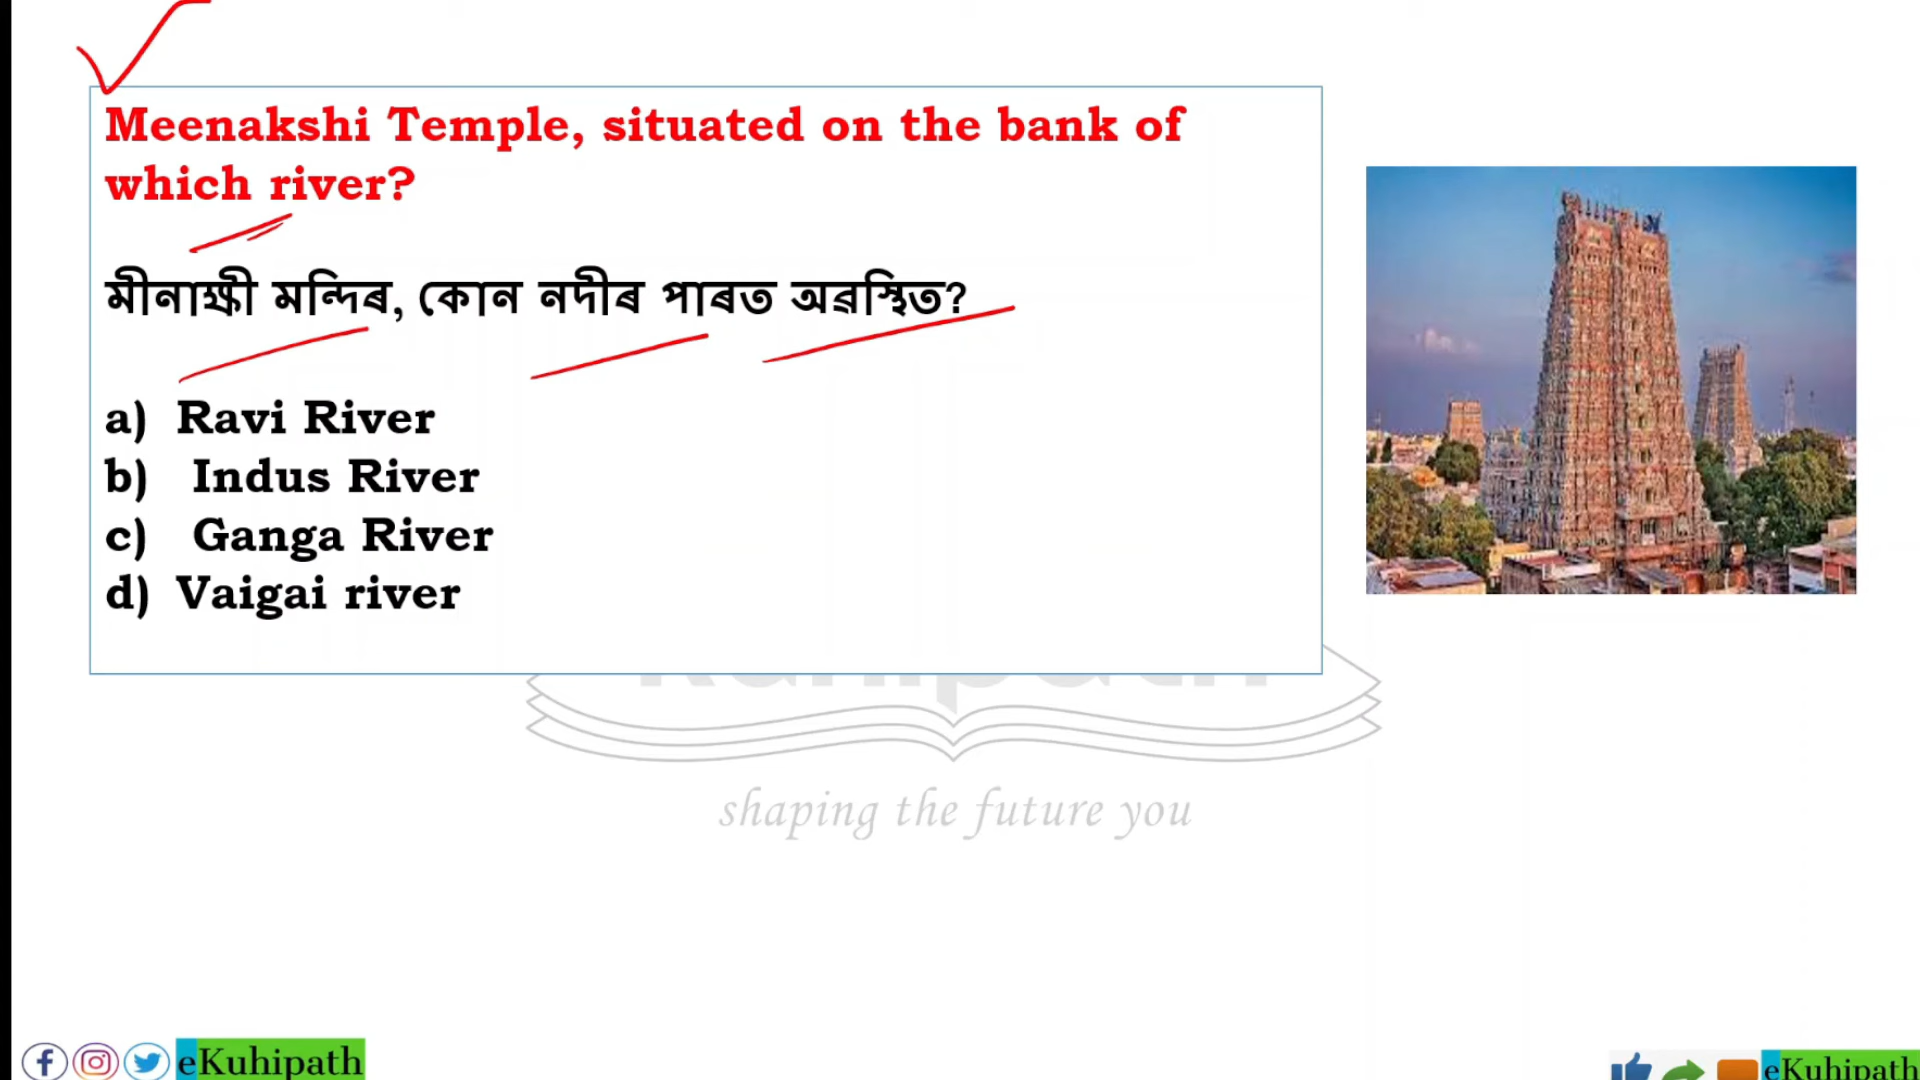 Meenakshi Temple, situated on the bank of
which river?
মীনাক্ষী মন্দিৰ, কোন নদীৰ পাৰত অৱস্থিত?
a) Ravi River
b) Indus River
c) Ganga River
d) Vaigai river
shaping the future you
eKuhipath
eKuhipath